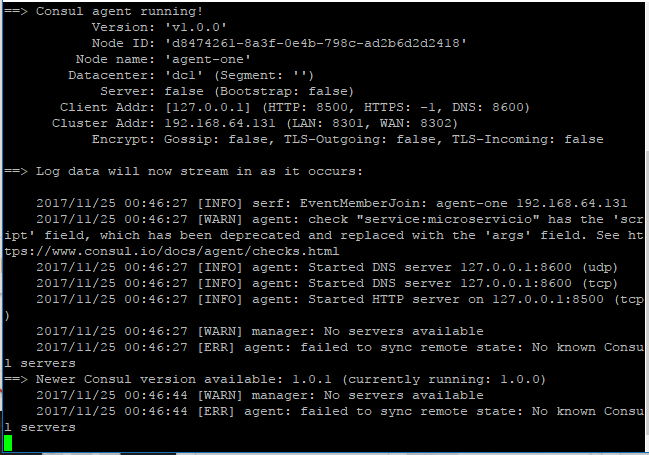 ==> Consul agent running!
Version: 'v1.0.0'
Node ID: 'd8474261-8a3f-0e4b-798c-ad2b6d2d2418'
Node name: 'agent-one'
Datacenter: 'dc1' (Segment: '')
Server: false (Bootstrap: false)
Client Addr: [127.0.0.1] (HTTP: 8500, HTTPS: -1, DNS: 8600)
Cluster Addr: 192.168.64.131 (LAN: 8301, WAN: 8302)
Encrypt: Gossip: false, TLS-Outgoing: false, TLS-Incoming: false
==> Log data will now stream in as it occurs:
2017/11/25 00:46:27 [INFO] serf: EventMemberJoin: agent-one 192.168.64.131
2017/11/25 00:46:27 [WARN] agent: check "service:microservicio" has the 'scr
ipt' field, which has been deprecated and replaced with the 'args' field. See ht
tps://www.consul.io/docs/agent/checks.html
2017/11/25 00:46:27 [INFO] agent: Started DNS server 127.0.0.1:8600 (udp)
2017/11/25 00:46:27 [INFO] agent: Started DNS server 127.0.0.1:8600 (tcp)
2017/11/25 00:46:27 [INFO] agent: Started HTTP server on 127.0.0.1:8500 (tcp
)
2017/11/25 00:46:27 [WARN] manager: No servers available
2017/11/25 00:46:27 [ERR] agent: failed to sync remote state: No known Consu
l servers
==> Newer Consul version available: 1.0.1 (currently running: 1.0.0)
2017/11/25 00:46:44 [WARN] manager: No servers available
2017/11/25 00:46:44 [ERR] agent: failed to sync remote state: No known Consu
l servers